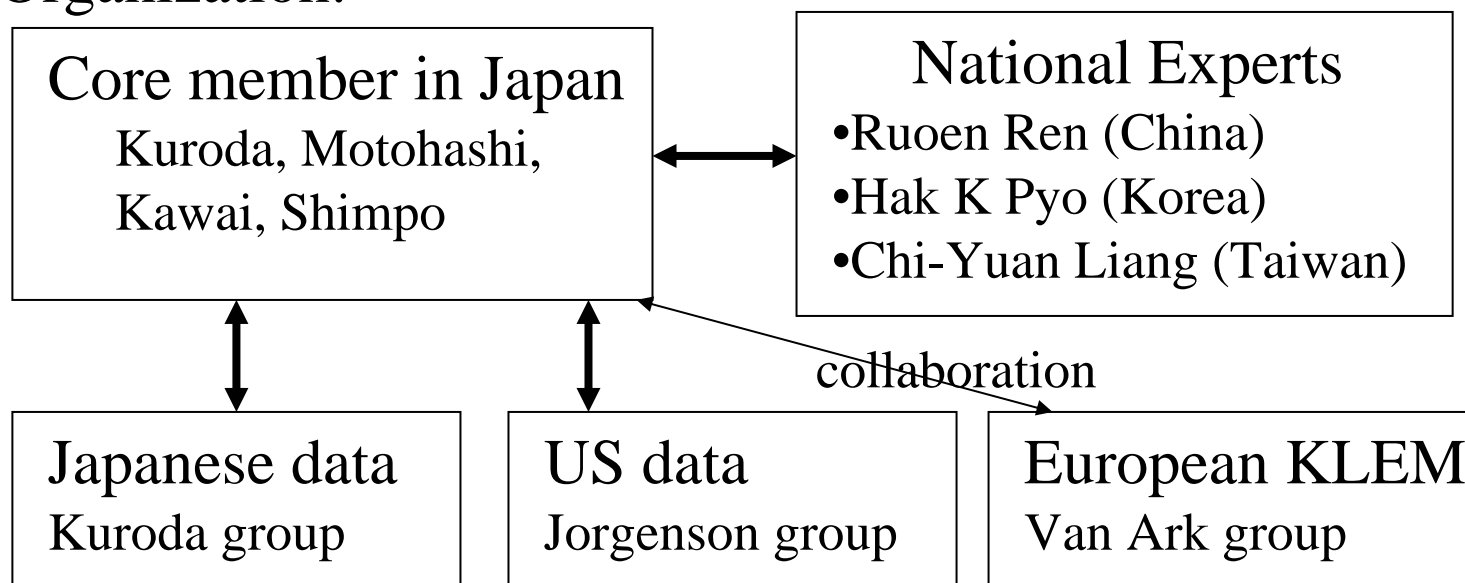 Organization:
Core member in Japan
Kuroda, Motohashi,
Kawai, Shimpo
National Experts
•Ruoen Ren (China)
•Hak K Pyo (Korea)
•Chi-Yuan Liang (Taiwan)
collaboration
Japanese data
Kuroda group
US data
Jorgenson group
European KLEM
Van Ark group